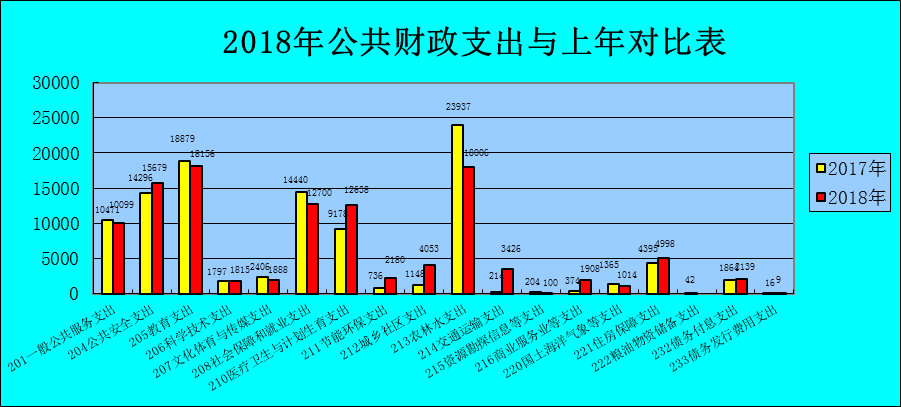 2018年公共财政支出与上年对比表
30000
25000
20000
15000
10000
5000
0
10471
10099
14296
15679
18879
18156
1797
1815
2406
1888
14440
12700
9178
12638
736
2180
1148
4053
23937
18006
214
3426
204
100
374
1908
1365
1014
4395
4998
42
1864
2139
16
9
201一般公共服务支出
204公共安全支出
205教育支出
206科学技术支出
207文化体育与传媒支出
208社会保障和就业支出
210医疗卫生与计划生育支出
211节能环保支出
212城乡社区支出
213农林水支出
214交通运输支出
215资源勘探信息等支出
216商业服务业等支出
220国土海洋气象等支出
221住房保障支出
222粮油物资储备支出
232债务付息支出
233债务发行费用支出
2017年
2018年